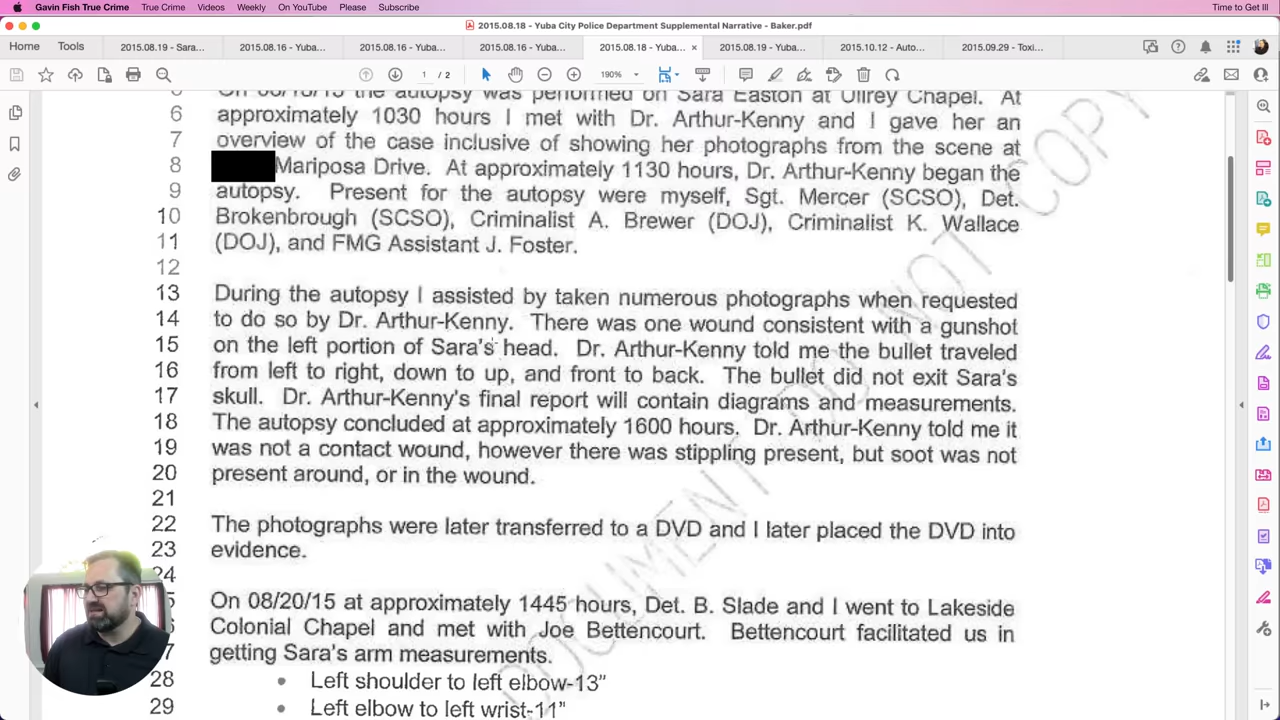 Gavin Fish True Crime True Crime Videos Weekly On YouTube Please Subscribe Time to Get Ill
2015.08.18 - Yuba City Police Department Supplemental Narrative - Baker.pdf
Home Tools 2015.08.19 - Sara... 2015.08.16 - Yuba... 2015.08.16 - Yuba... 2015.08.16 - Yuba... 2015.08.18 - Yuba... × 2015.08.19 - Yuba... 2015.10.12 - Auto... 2015.09.29 - Toxi...
1 / 2 190%
On 08/18/15 the autopsy was performed on Sara Easton at Ullrey Chapel. At
6 approximately 1030 hours I met with Dr. Arthur-Kenny and I gave her an
7 overview of the case inclusive of showing her photographs from the scene at
8 Mariposa Drive. At approximately 1130 hours, Dr. Arthur-Kenny began the
9 autopsy. Present for the autopsy were myself, Sgt. Mercer (SCSO), Det.
10 Brokenbrough (SCSO), Criminalist A. Brewer (DOJ), Criminalist K. Wallace
11 (DOJ), and FMG Assistant J. Foster.
12
13 During the autopsy I assisted by taken numerous photographs when requested
14 to do so by Dr. Arthur-Kenny. There was one wound consistent with a gunshot
15 on the left portion of Sara's head. Dr. Arthur-Kenny told me the bullet traveled
16 from left to right, down to up, and front to back. The bullet did not exit Sara's
17 skull. Dr. Arthur-Kenny's final report will contain diagrams and measurements.
18 The autopsy concluded at approximately 1600 hours. Dr. Arthur-Kenny told me it
19 was not a contact wound, however there was stippling present, but soot was not
20 present around, or in the wound.
21
22 The photographs were later transferred to a DVD and I later placed the DVD into
23 evidence.
24
On 08/20/15 at approximately 1445 hours, Det. B. Slade and I went to Lakeside
Colonial Chapel and met with Joe Bettencourt. Bettencourt facilitated us in
getting Sara's arm measurements.
28 • Left shoulder to left elbow-13"
29 • Left elbow to left wrist-11"
DOCUMENT DO NOT CO